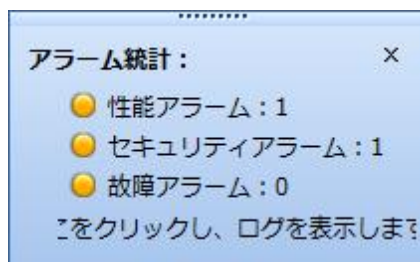 アラーム統計：
性能アラーム：1
セキュリティアラーム：1
故障アラーム：0
をクリックし、ログを表示しま